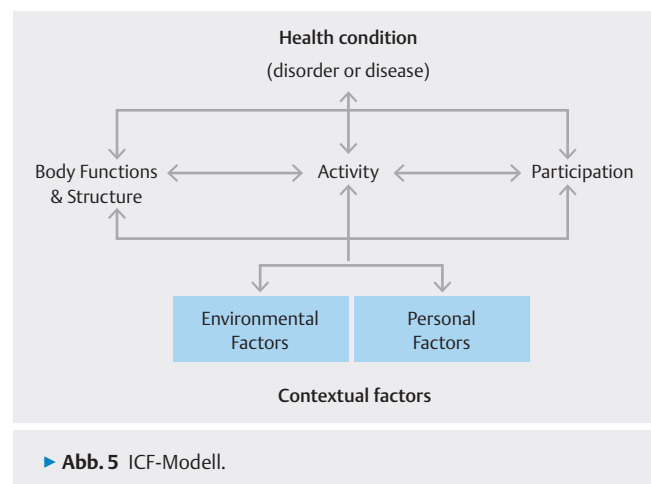 Health condition
(disorder or disease)
Body Functions
& Structure
Activity
Participation
Environmental
Factors
Personal
Factors
Contextual factors
▶ Abb. 5 ICF-Modell.